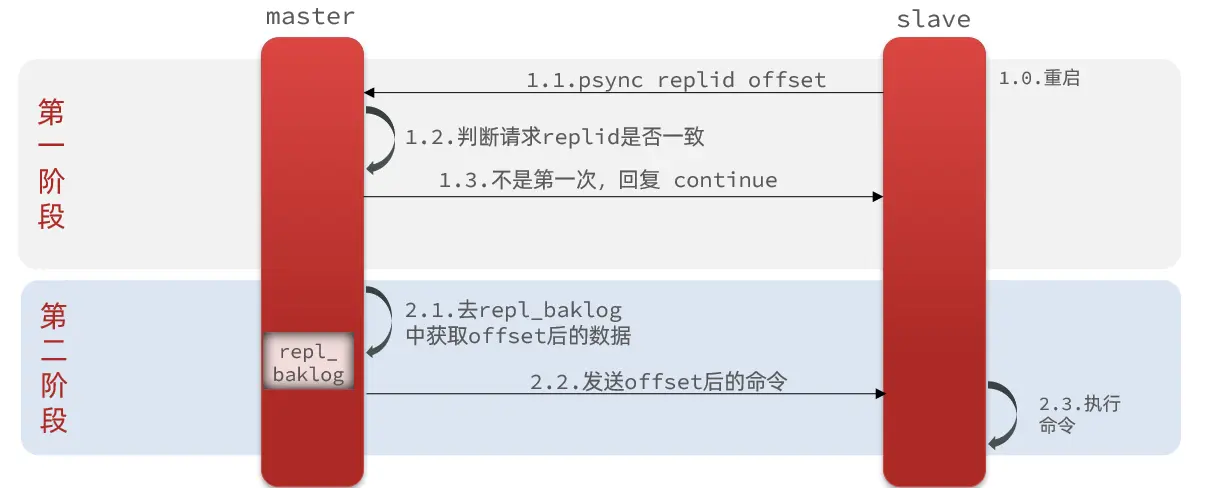 master
slave
第一阶段
1.0.重启
1.1.psync replid offset
1.2.判断请求replid是否一致
1.3.不是第一次，回复 continue
第二阶段
2.1.去repl_baklog
中获取offset后的数据
repl_
baklog
2.2.发送offset后的命令
2.3.执行
命令